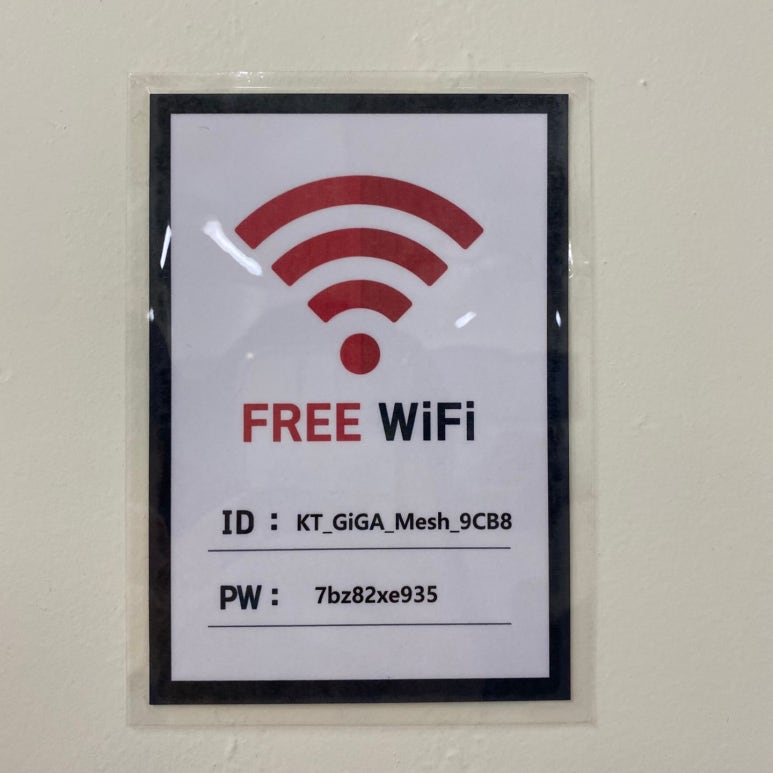 FREE WiFi
ID : KT_GiGA_Mesh_9CB8
PW : 7bz82xe935